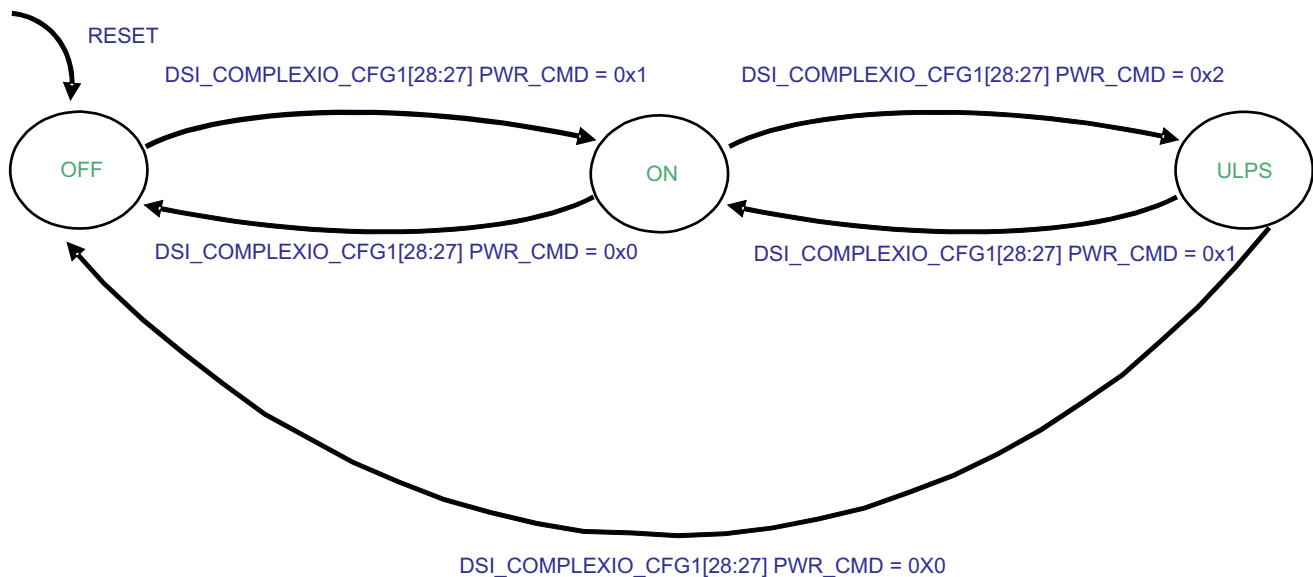 RESET
DSI_COMPLEXIO_CFG1[28:27] PWR_CMD = 0x1
DSI_COMPLEXIO_CFG1[28:27] PWR_CMD = 0x2
OFF
ON
ULPS
DSI_COMPLEXIO_CFG1[28:27] PWR_CMD = 0x0
DSI_COMPLEXIO_CFG1[28:27] PWR_CMD = 0x1
DSI_COMPLEXIO_CFG1[28:27] PWR_CMD = 0X0